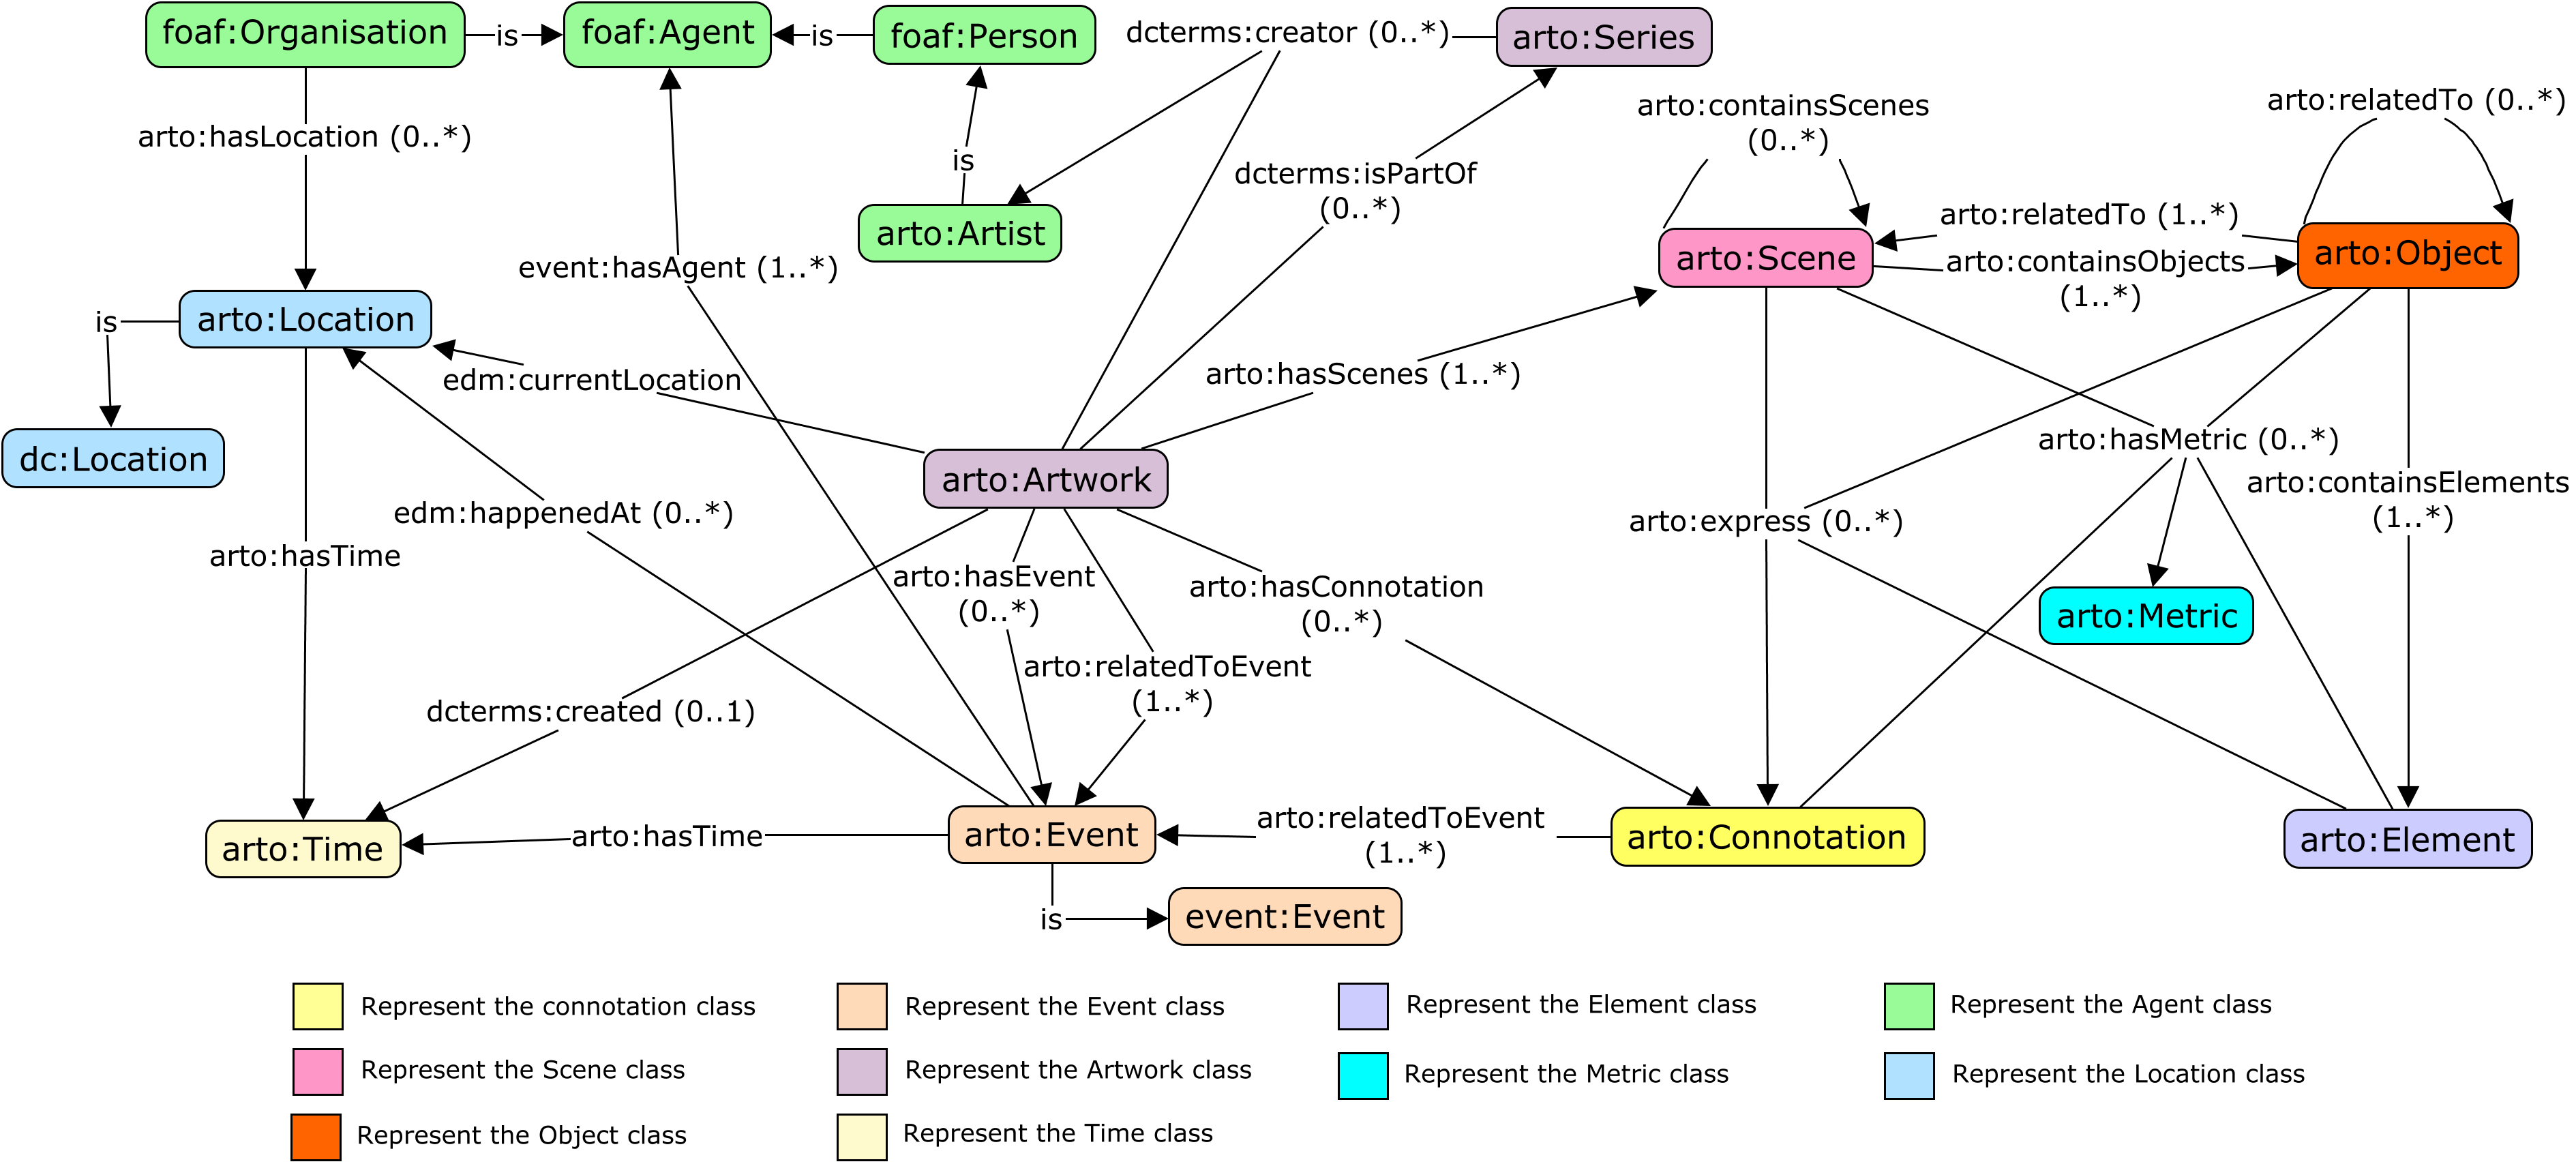 foaf:Organisation
is
foaf:Agent
is
foaf:Person
dcterms:creator (0..*)
arto:Series
arto:containsScenes
(0..*)
arto:relatedTo (0..*)
arto:hasLocation (0..*)
is
dcterms:isPartOf
(0..*)
arto:Artist
arto:relatedTo (1..*)
arto:Scene
arto:containsObjects
(1..*)
arto:Object
event:hasAgent (1..*)
is
arto:Location
edm:currentLocation
arto:hasScenes (1..*)
dc:Location
arto:Artwork
arto:hasMetric (0..*)
arto:containsElements
(1..*)
edm:happenedAt (0..*)
arto:express (0..*)
arto:hasTime
arto:hasEvent
(0..*)
arto:hasConnotation
(0..*)
arto:Metric
arto:relatedToEvent
(1..*)
dcterms:created (0..1)
arto:Time
arto:hasTime
arto:Event
arto:relatedToEvent
(1..*)
arto:Connotation
arto:Element
is
event:Event
Represent the connotation class
Represent the Event class
Represent the Element class
Represent the Agent class
Represent the Scene class
Represent the Artwork class
Represent the Metric class
Represent the Location class
Represent the Object class
Represent the Time class